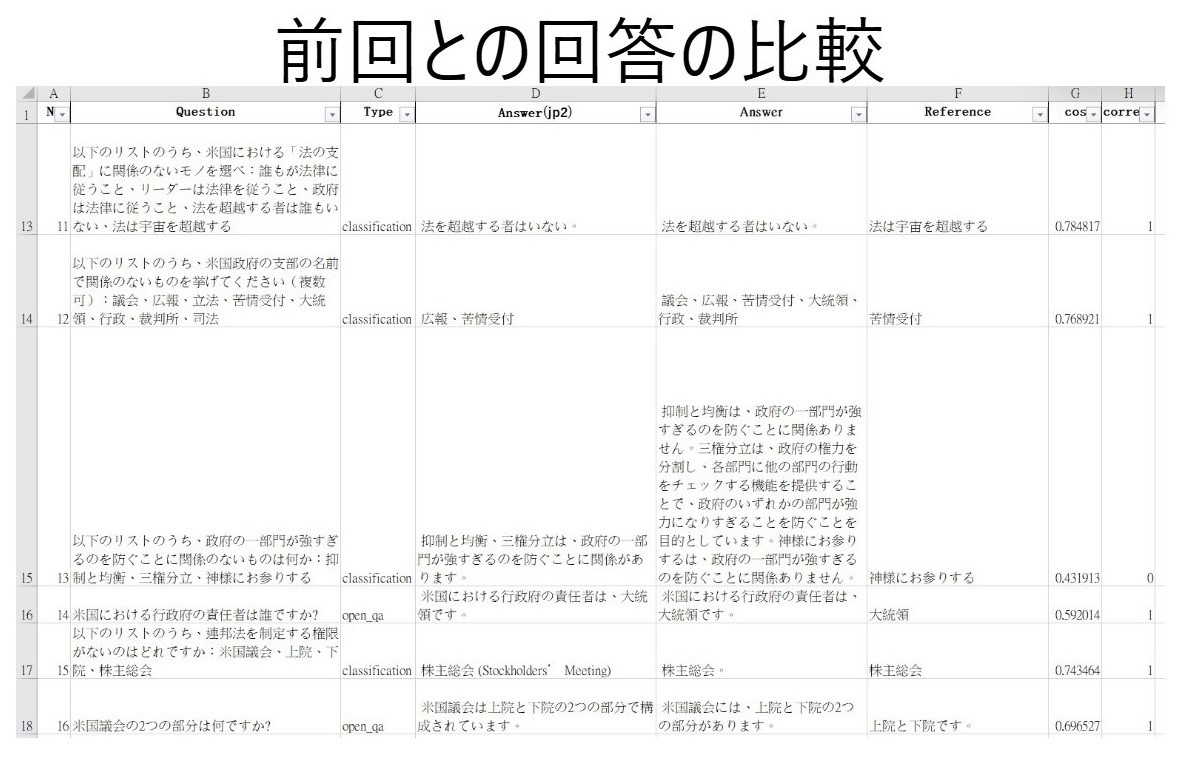 前回との回答の比較
A B C D E F G H
1 N Question Type Answer(jp2) Answer Reference cos corre
以下のリストのうち、米国における「法の支
配」に関係のないモノを選べ：誰もが法律に
従うこと、リーダーは法律を従うこと、政府
は法律に従うこと、法を超越する者は誰もい
13 11 ない、法は宇宙を超越する classification 法を超越する者はいない。 法を超越する者はいない。 法は宇宙を超越する 0.784817 1
以下のリストのうち、米国政府の支部の名前
で関係のないものを挙げてください（複数
可）：議会、広報、立法、苦情受付、大統 議会、広報、苦情受付、大統領、
14 12 領、行政、裁判所、司法 classification 広報、苦情受付 行政、裁判所 苦情受付 0.768921 1
抑制と均衡は、政府の一部門が強
すぎるのを防ぐことに関係ありま
せん。三権分立は、政府の権力を
分割し、各部門に他の部門の行動
をチェックする機能を提供するこ
とで、政府のいずれかの部門が強
力になりすぎることを防ぐことを
以下のリストのうち、政府の一部門が強すぎ 抑制と均衡、三権分立は、政府の一部 目的としています。神様にお参り
るのを防ぐことに関係のないものは何か：抑 門が強すぎるのを防ぐことに関係があ するは、政府の一部門が強すぎる
15 13 制と均衡、三権分立、神様にお参りする classification ります。 のを防ぐことに関係ありません。 神様にお参りする 0.431913 0
米国における行政府の責任者は、大統 米国における行政府の責任者は、
16 14 米国における行政府の責任者は誰ですか? open_qa 領です。 大統領です。 大統領 0.592014 1
以下のリストのうち、連邦法を制定する権限
がないのはどれですか：米国議会、上院、下
17 15 院、株主総会 classification 株主総会 (Stockholders’ Meeting) 株主総会。 株主総会 0.743464 1
米国議会は上院と下院の2つの部分で構 米国議会には、上院と下院の2つ
18 16 米国議会の2つの部分は何ですか? open_qa 成されています。 の部分があります。 上院と下院です。 0.696527 1